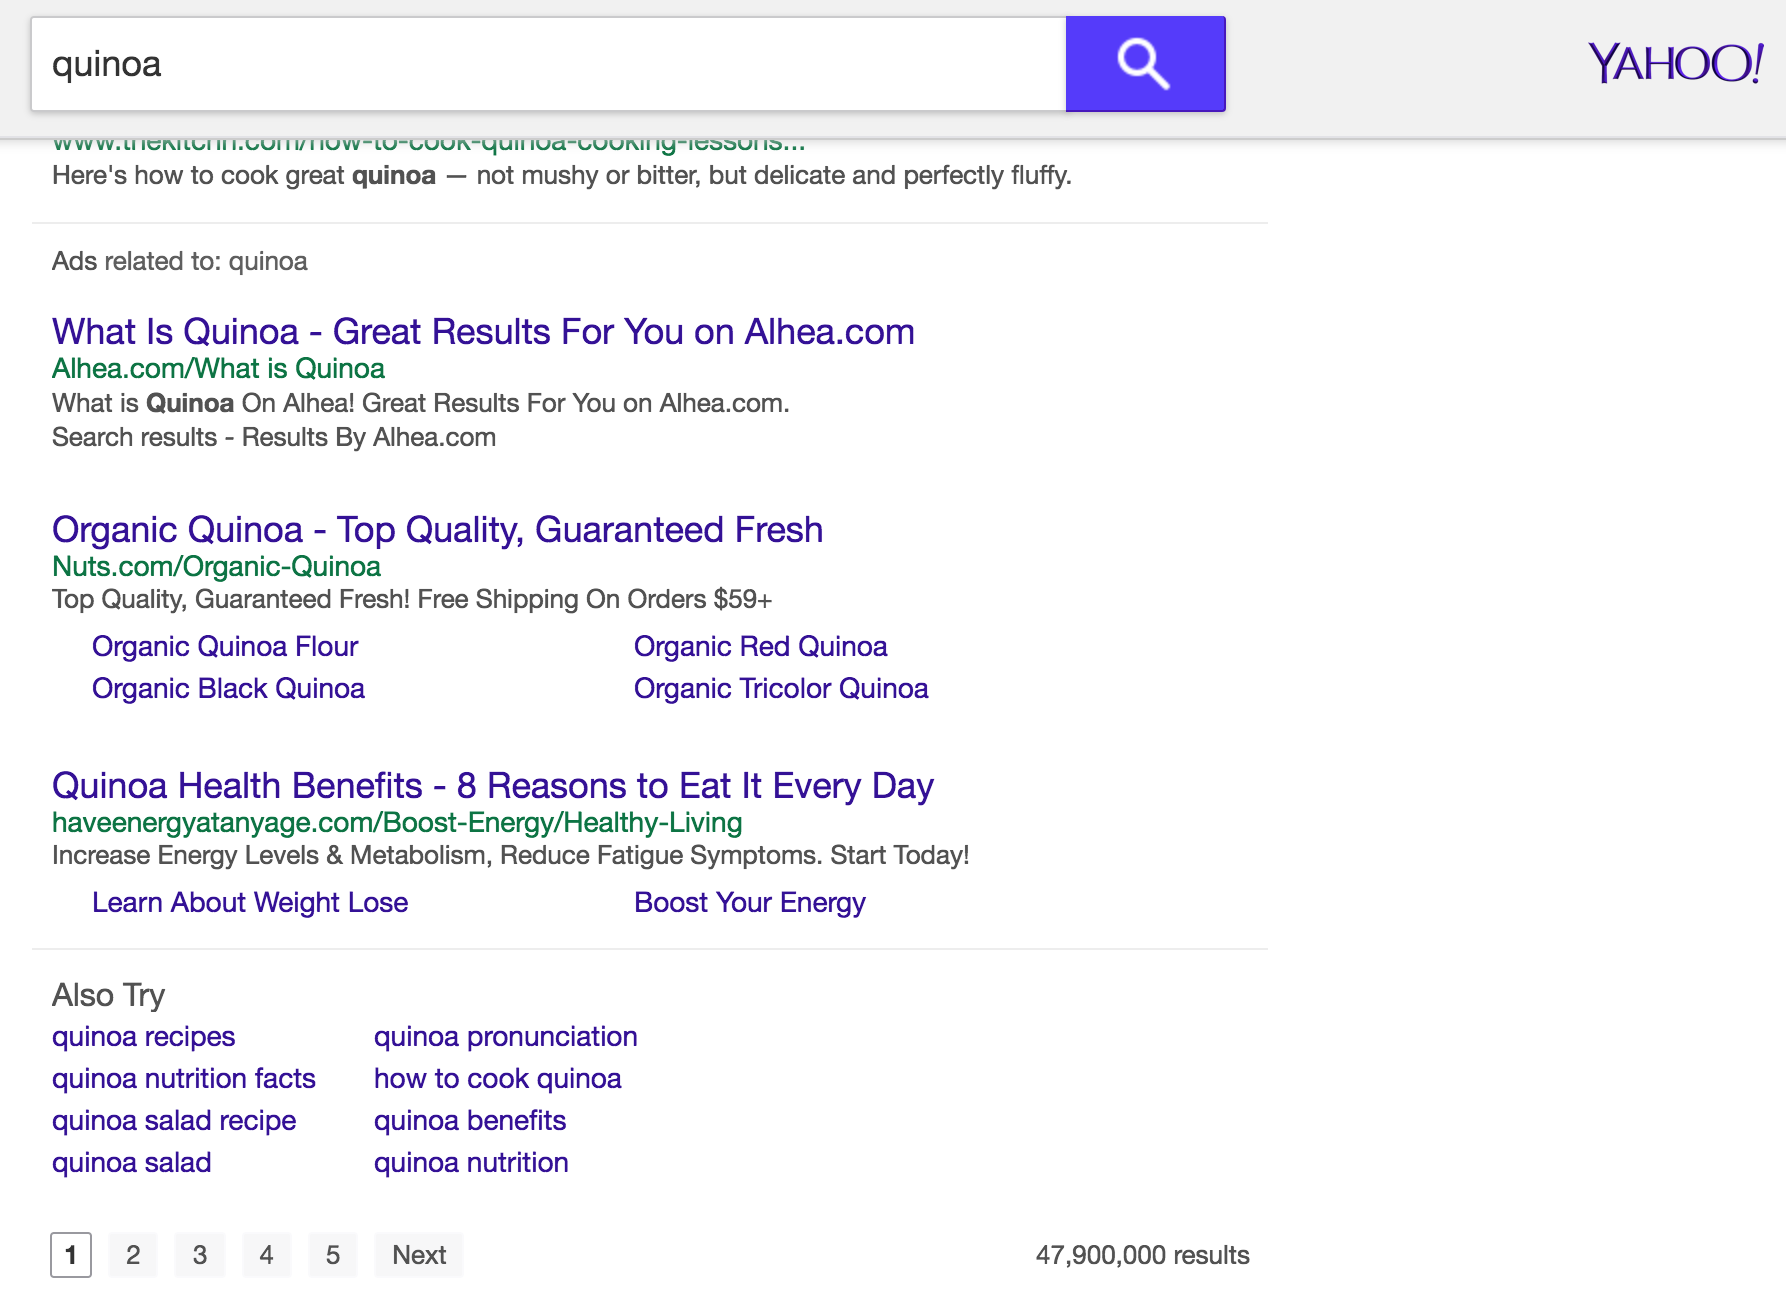 quinoa
YAHOO!
www.thekitchn.com/how-to-cook-quinoa-cooking-lessons...
Here's how to cook great quinoa — not mushy or bitter, but delicate and perfectly fluffy.
Ads related to: quinoa
What Is Quinoa - Great Results For You on Alhea.com
Alhea.com/What is Quinoa
What is Quinoa On Alhea! Great Results For You on Alhea.com.
Search results - Results By Alhea.com
Organic Quinoa - Top Quality, Guaranteed Fresh
Nuts.com/Organic-Quinoa
Top Quality, Guaranteed Fresh! Free Shipping On Orders $59+
Organic Quinoa Flour Organic Red Quinoa
Organic Black Quinoa Organic Tricolor Quinoa
Quinoa Health Benefits - 8 Reasons to Eat It Every Day
haveenergyatanyage.com/Boost-Energy/Healthy-Living
Increase Energy Levels & Metabolism, Reduce Fatigue Symptoms. Start Today!
Learn About Weight Lose Boost Your Energy
Also Try
quinoa recipes quinoa pronunciation
quinoa nutrition facts how to cook quinoa
quinoa salad recipe quinoa benefits
quinoa salad quinoa nutrition
1 2 3 4 5 Next 47,900,000 results